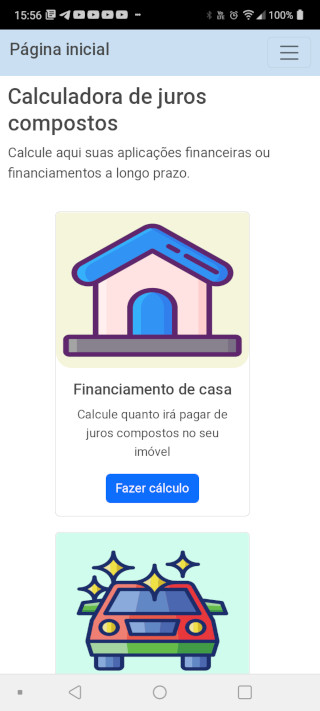 15:56
100%
Página inicial
Calculadora de juros
compostos
Calcule aqui suas aplicações financeiras ou
financiamentos a longo prazo.
Financiamento de casa
Calcule quanto irá pagar de
juros compostos no seu
imóvel
Fazer cálculo